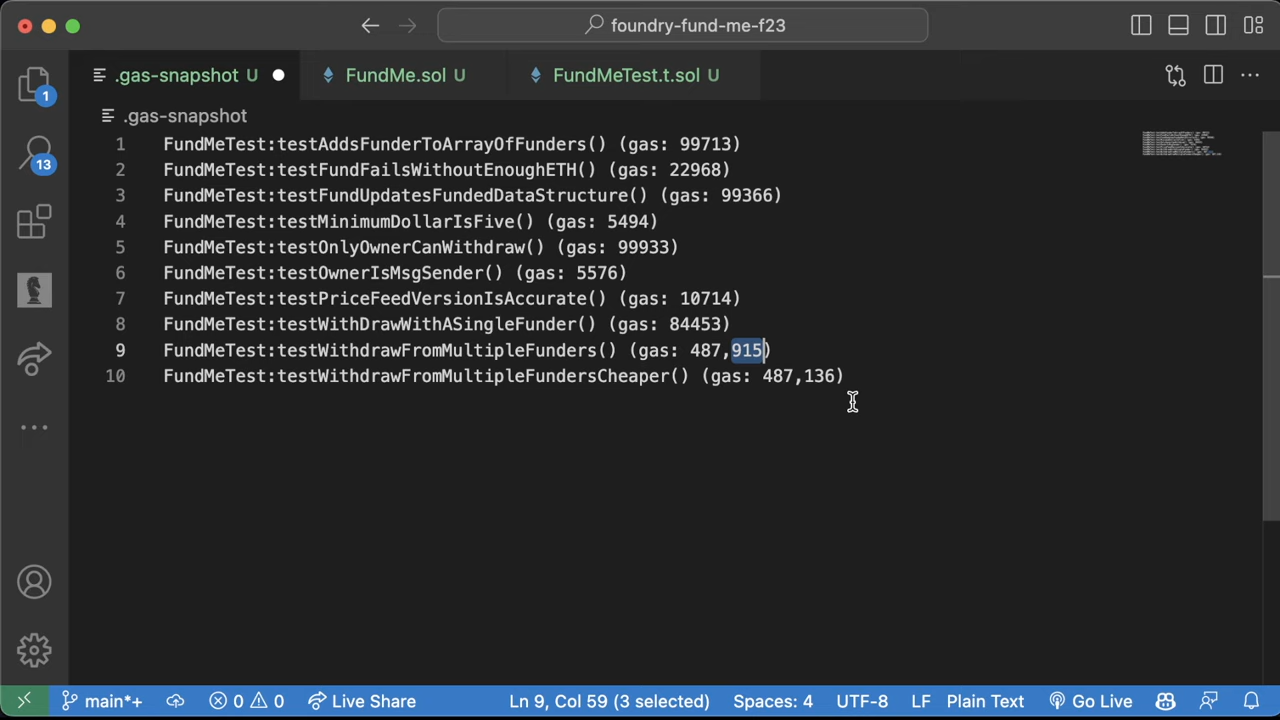 foundry-fund-me-f23
.gas-snapshot U
FundMe.sol U
FundMeTest.t.sol U
1
13
.gas-snapshot
1 FundMeTest:testAddsFunderToArrayOfFunders() (gas: 99713)
2 FundMeTest:testFundFailsWithoutEnoughETH() (gas: 22968)
3 FundMeTest:testFundUpdatesFundedDataStructure() (gas: 99366)
4 FundMeTest:testMinimumDollarIsFive() (gas: 5494)
5 FundMeTest:testOnlyOwnerCanWithdraw() (gas: 99933)
6 FundMeTest:testOwnerIsMsgSender() (gas: 5576)
7 FundMeTest:testPriceFeedVersionIsAccurate() (gas: 10714)
8 FundMeTest:testWithDrawWithASingleFunder() (gas: 84453)
9 FundMeTest:testWithdrawFromMultipleFunders() (gas: 487,915)
10 FundMeTest:testWithdrawFromMultipleFundersCheaper() (gas: 487,136)
main*+ 0 0 Live Share Ln 9, Col 59 (3 selected) Spaces: 4 UTF-8 LF Plain Text Go Live